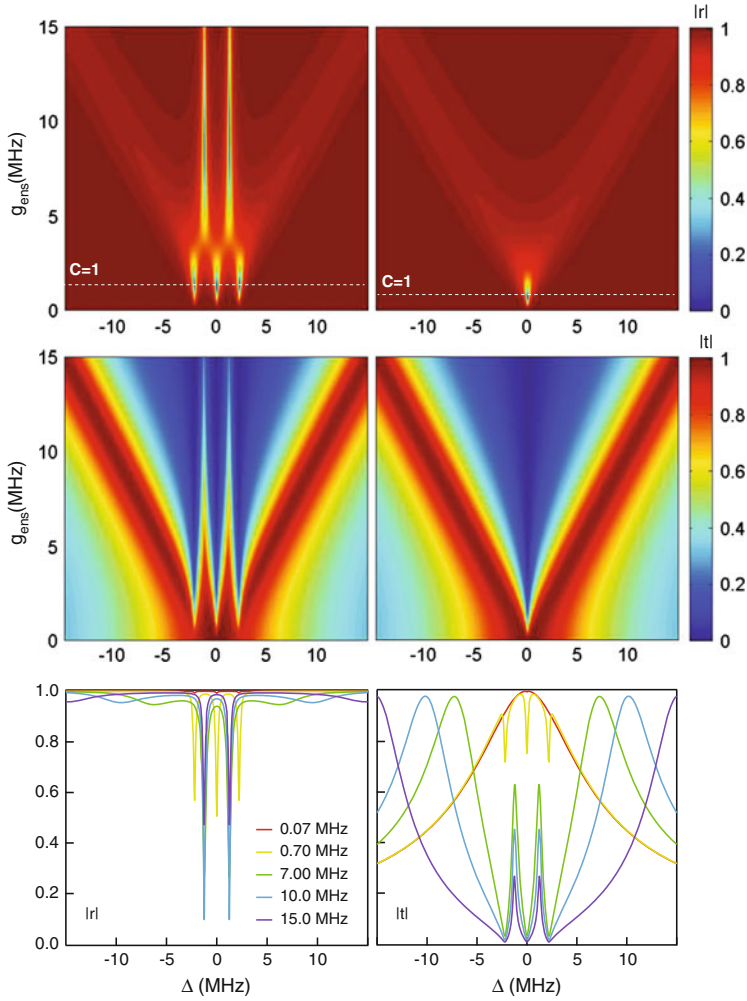 |r|
15
10
5
0
g_ens(MHz)
C=1
-10 -5 0 5 10
C=1
-10 -5 0 5 10
1
0.8
0.6
0.4
0.2
0
|t|
15
10
5
0
g_ens(MHz)
-10 -5 0 5 10
-10 -5 0 5 10
1
0.8
0.6
0.4
0.2
0
1.0
0.8
0.6
0.4
0.2
0.0
0.07 MHz
0.70 MHz
7.00 MHz
10.0 MHz
15.0 MHz
|r|
|t|
-10 -5 0 5 10
-10 -5 0 5 10
Δ (MHz)
Δ (MHz)